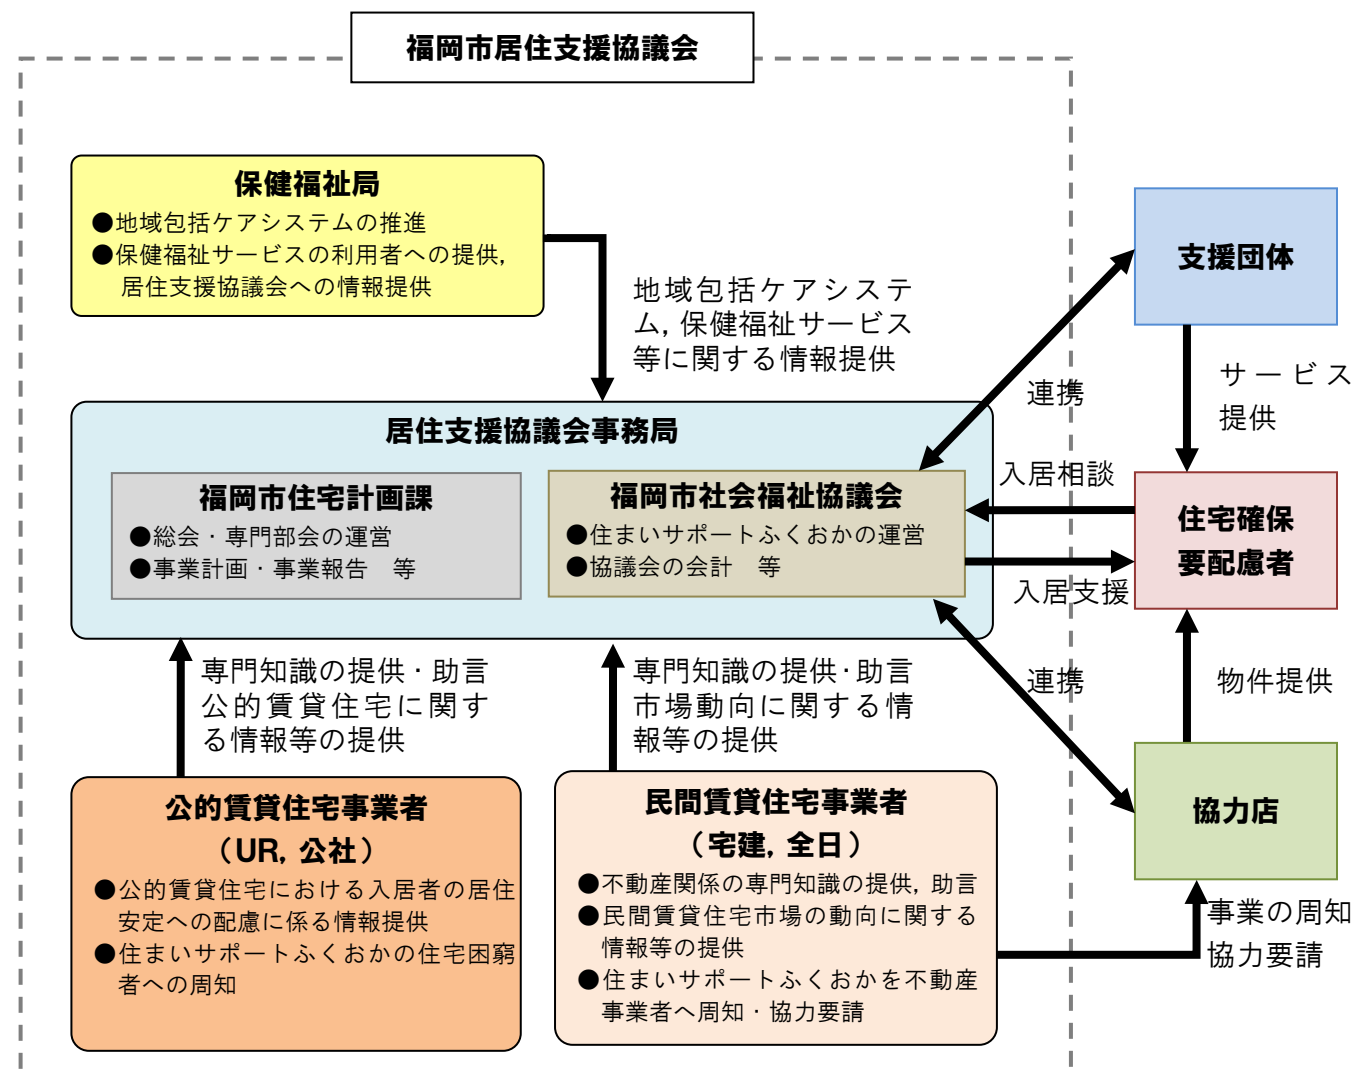 福岡市居住支援協議会
保健福祉局
●地域包括ケアシステムの推進
●保健福祉サービスの利用者への提供,
居住支援協議会への情報提供
地域包括ケアシステ
ム, 保健福祉サービス
等に関する情報提供
支援団体
サービス
提供
連携
居住支援協議会事務局
福岡市住宅計画課
●総会・専門部会の運営
●事業計画・事業報告　等
福岡市社会福祉協議会
●住まいサポートふくおかの運営
●協議会の会計　等
入居相談
入居支援
住宅確保
要配慮者
専門知識の提供・助言
公的賃貸住宅に関す
る情報等の提供
専門知識の提供・助言
市場動向に関する情
報等の提供
連携
物件提供
公的賃貸住宅事業者
（UR, 公社）
●公的賃貸住宅における入居者の居住
安定への配慮に係る情報提供
●住まいサポートふくおかの住宅困窮
者への周知
民間賃貸住宅事業者
（宅建, 全日）
●不動産関係の専門知識の提供, 助言
●民間賃貸住宅市場の動向に関する
情報等の提供
●住まいサポートふくおかを不動産
事業者へ周知・協力要請
協力店
事業の周知
協力要請